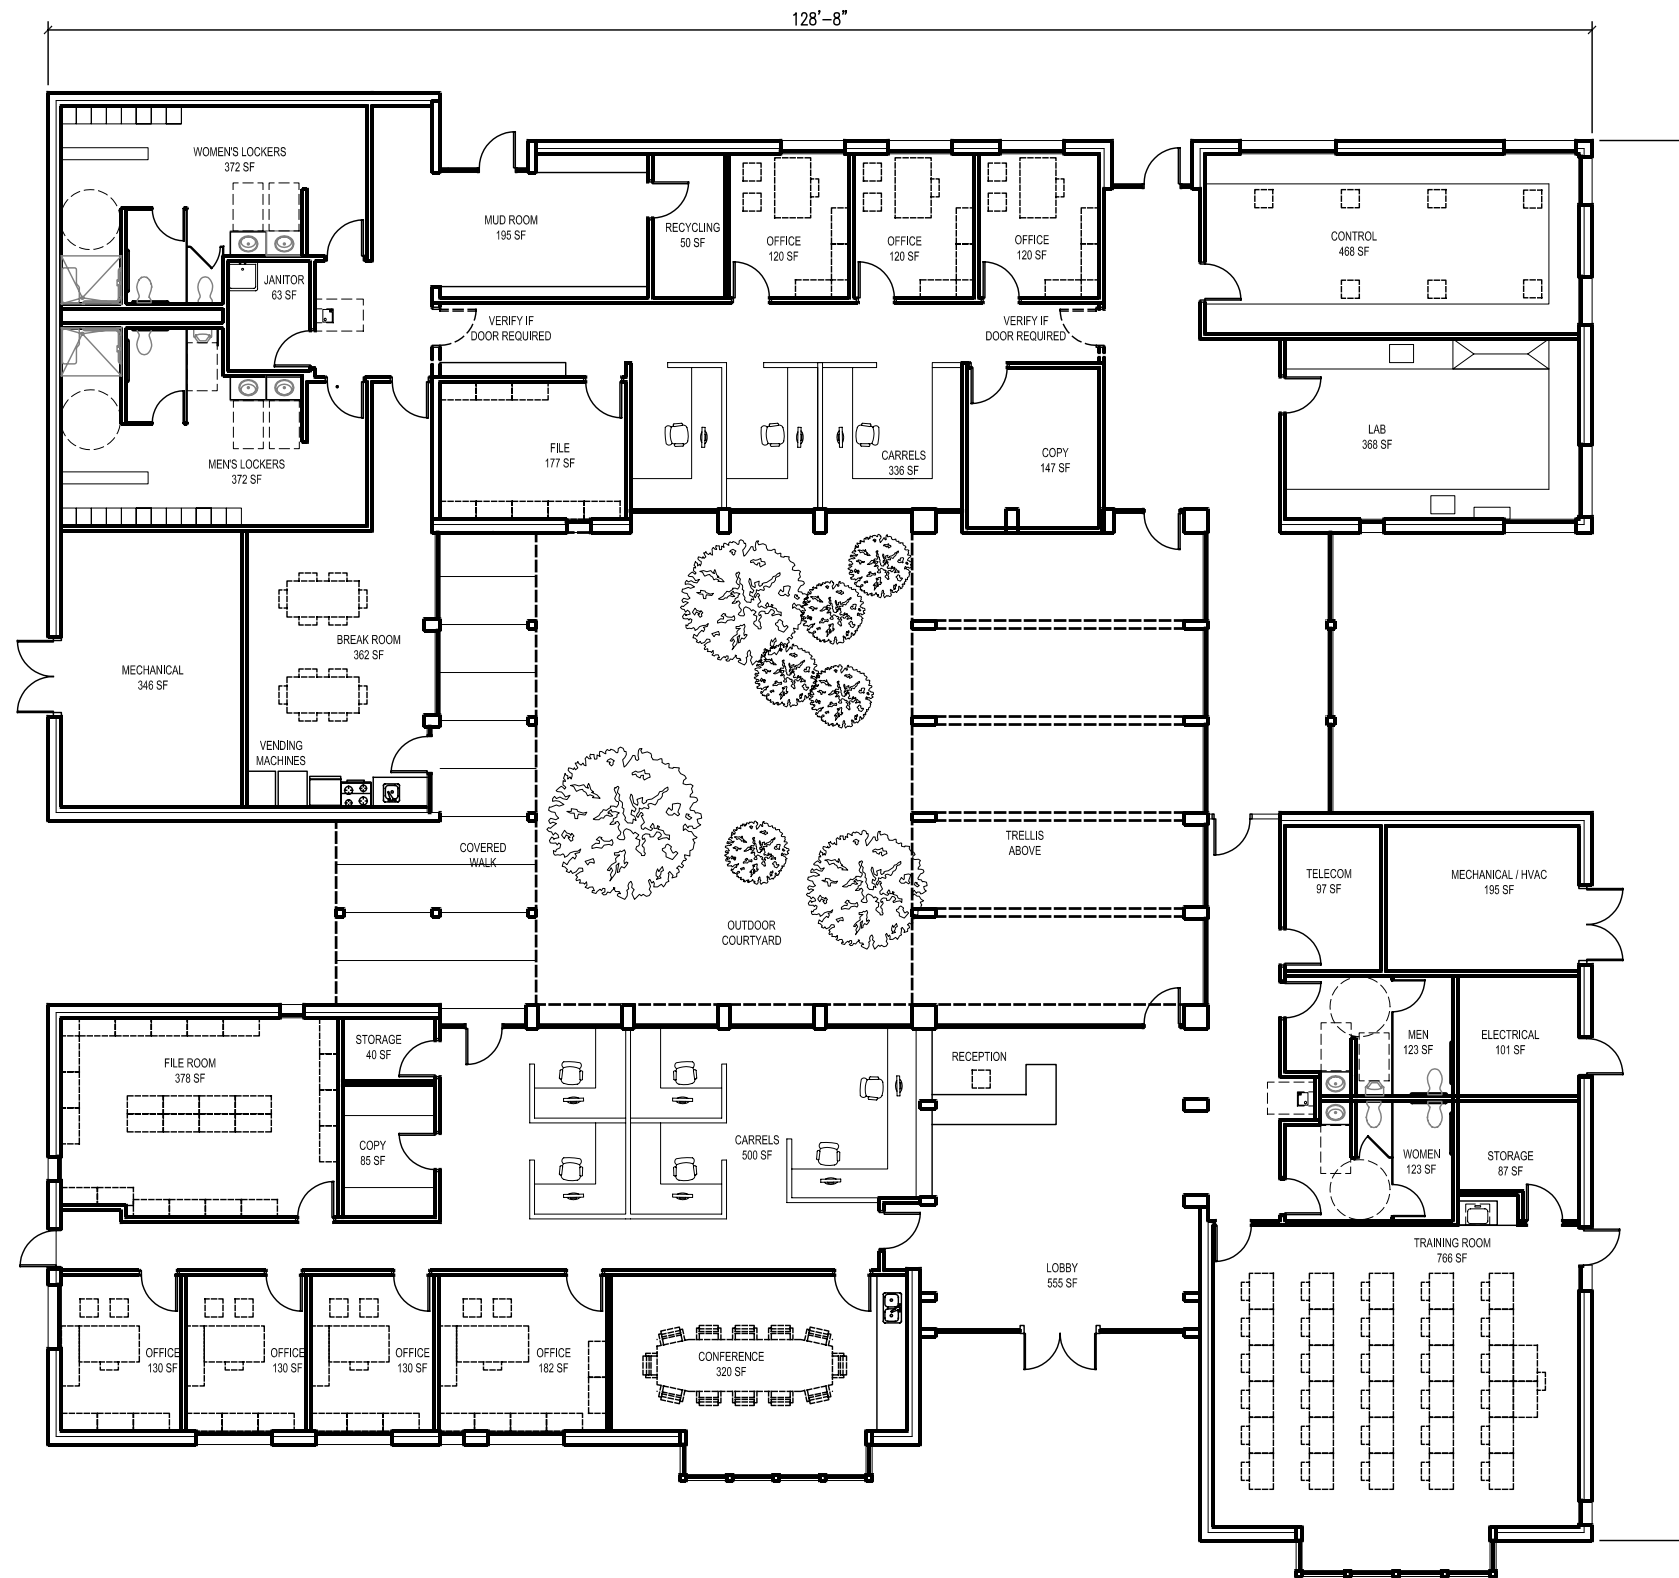 128'-8"
WOMEN'S LOCKERS
372 SF
MUD ROOM
195 SF
RECYCLING
50 SF
OFFICE
120 SF
OFFICE
120 SF
OFFICE
120 SF
CONTROL
468 SF
JANITOR
63 SF
VERIFY IF
DOOR REQUIRED
VERIFY IF
DOOR REQUIRED
MEN'S LOCKERS
372 SF
FILE
177 SF
CARRELS
336 SF
COPY
147 SF
LAB
368 SF
MECHANICAL
346 SF
BREAK ROOM
362 SF
VENDING
MACHINES
COVERED
WALK
TRELLIS
ABOVE
OUTDOOR
COURTYARD
TELECOM
97 SF
MECHANICAL / HVAC
195 SF
FILE ROOM
378 SF
STORAGE
40 SF
COPY
85 SF
CARRELS
500 SF
RECEPTION
MEN
123 SF
ELECTRICAL
101 SF
WOMEN
123 SF
STORAGE
87 SF
LOBBY
555 SF
TRAINING ROOM
766 SF
OFFICE
130 SF
OFFICE
130 SF
OFFICE
130 SF
OFFICE
182 SF
CONFERENCE
320 SF